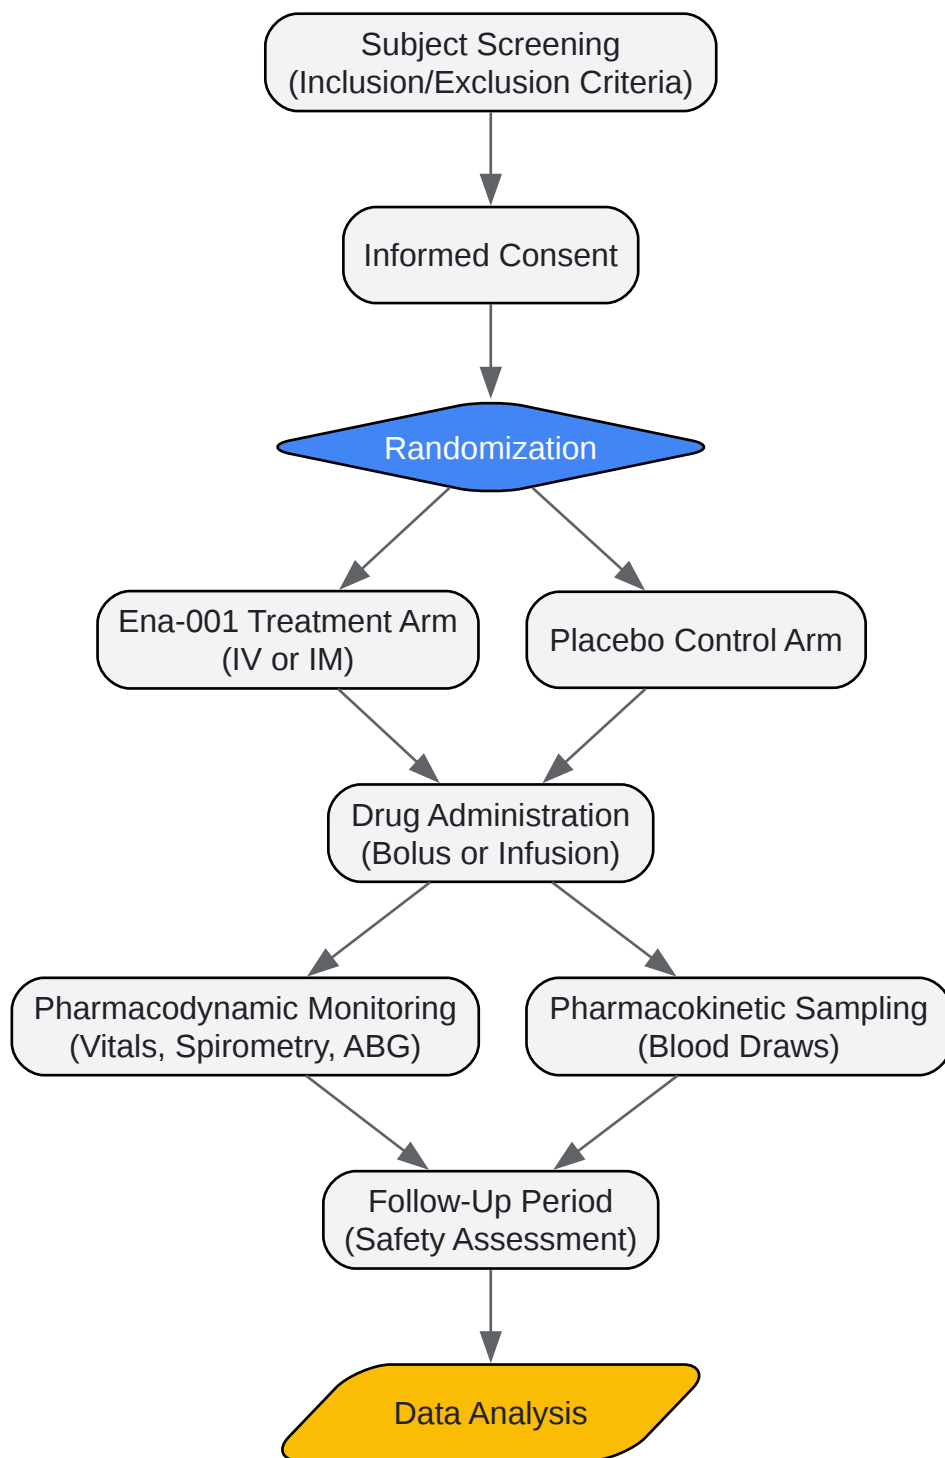 Subject Screening
(Inclusion/Exclusion Criteria)
Informed Consent
Randomization
Ena-001 Treatment Arm
(IV or IM)
Placebo Control Arm
Drug Administration
(Bolus or Infusion)
Pharmacodynamic Monitoring
(Vitals, Spirometry, ABG)
Pharmacokinetic Sampling
(Blood Draws)
Follow-Up Period
(Safety Assessment)
Data Analysis